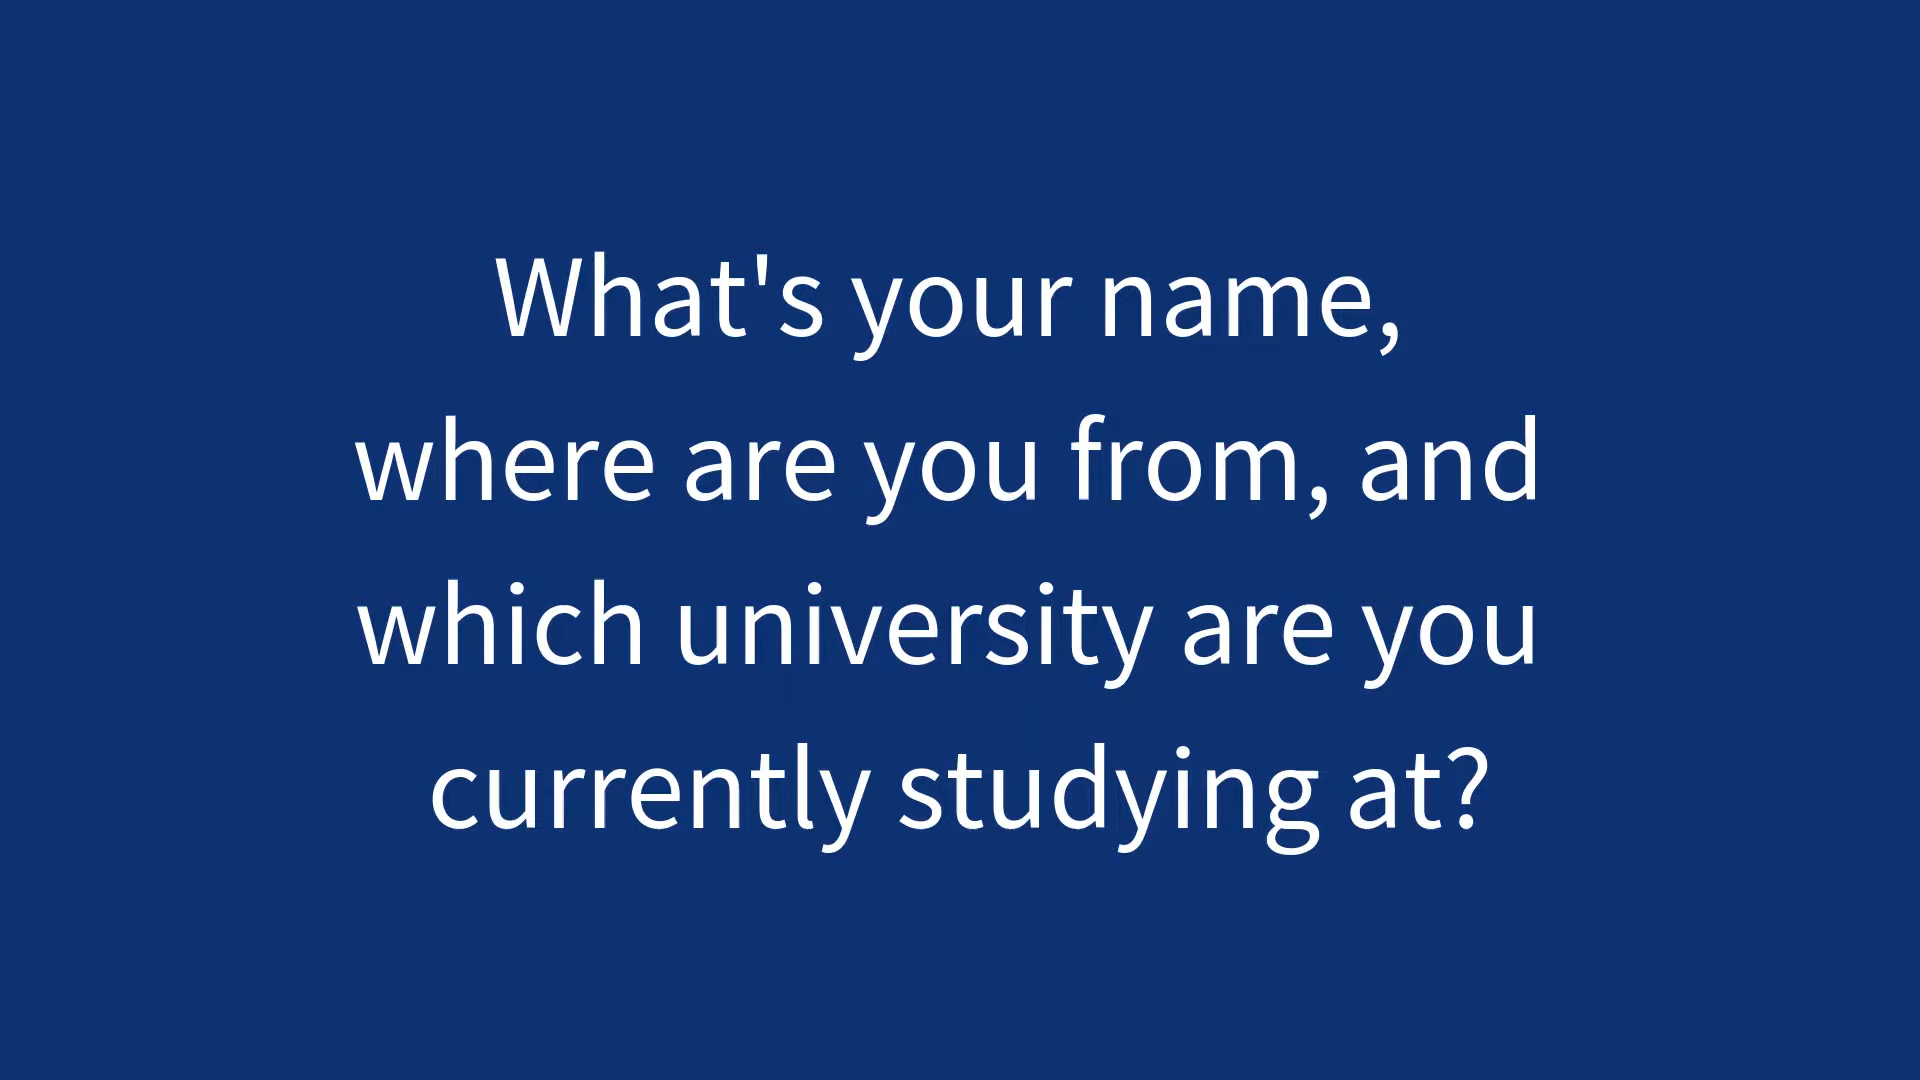 What's your name,
where are you from, and
which university are you
currently studying at?